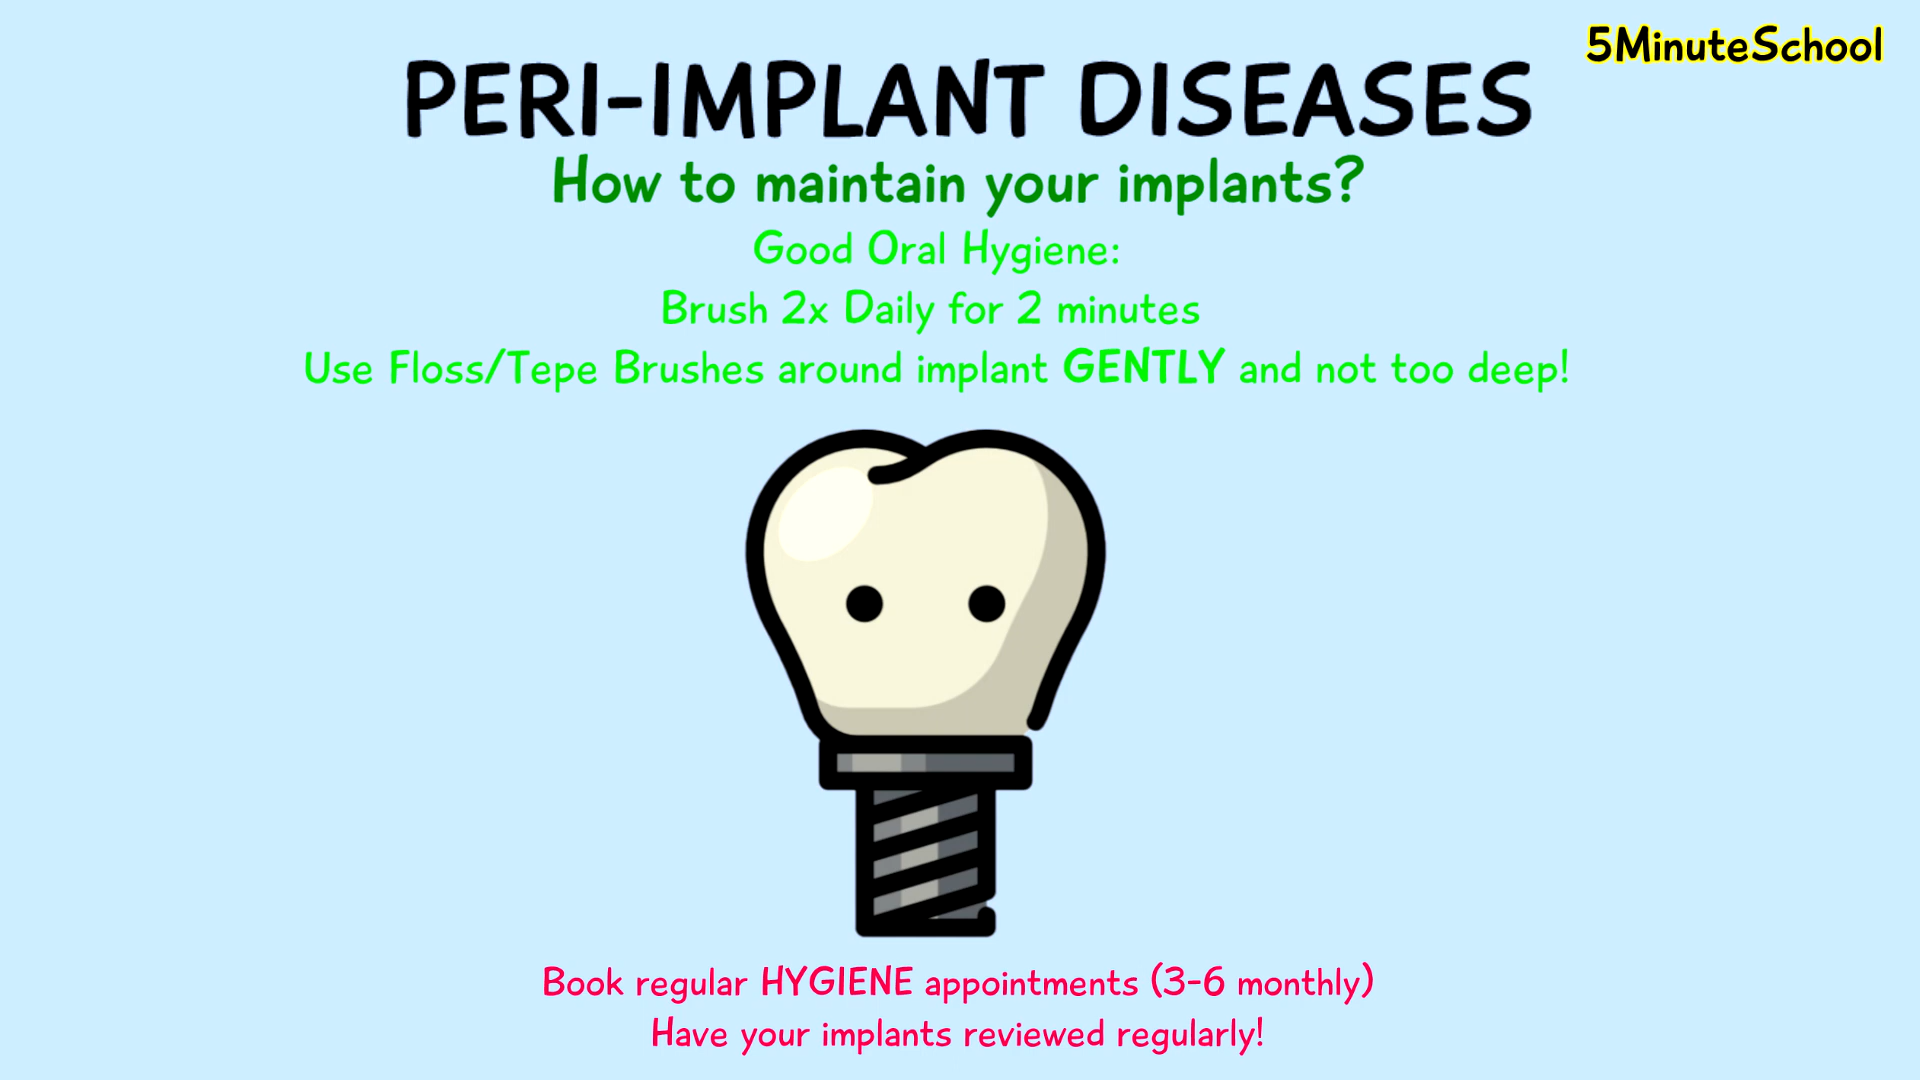 5MinuteSchool
PERI-IMPLANT DISEASES
How to maintain your implants?
Good Oral Hygiene:
Brush 2x Daily for 2 minutes
Use Floss/Tepe Brushes around implant GENTLY and not too deep!
Book regular HYGIENE appointments (3-6 monthly)
Have your implants reviewed regularly!